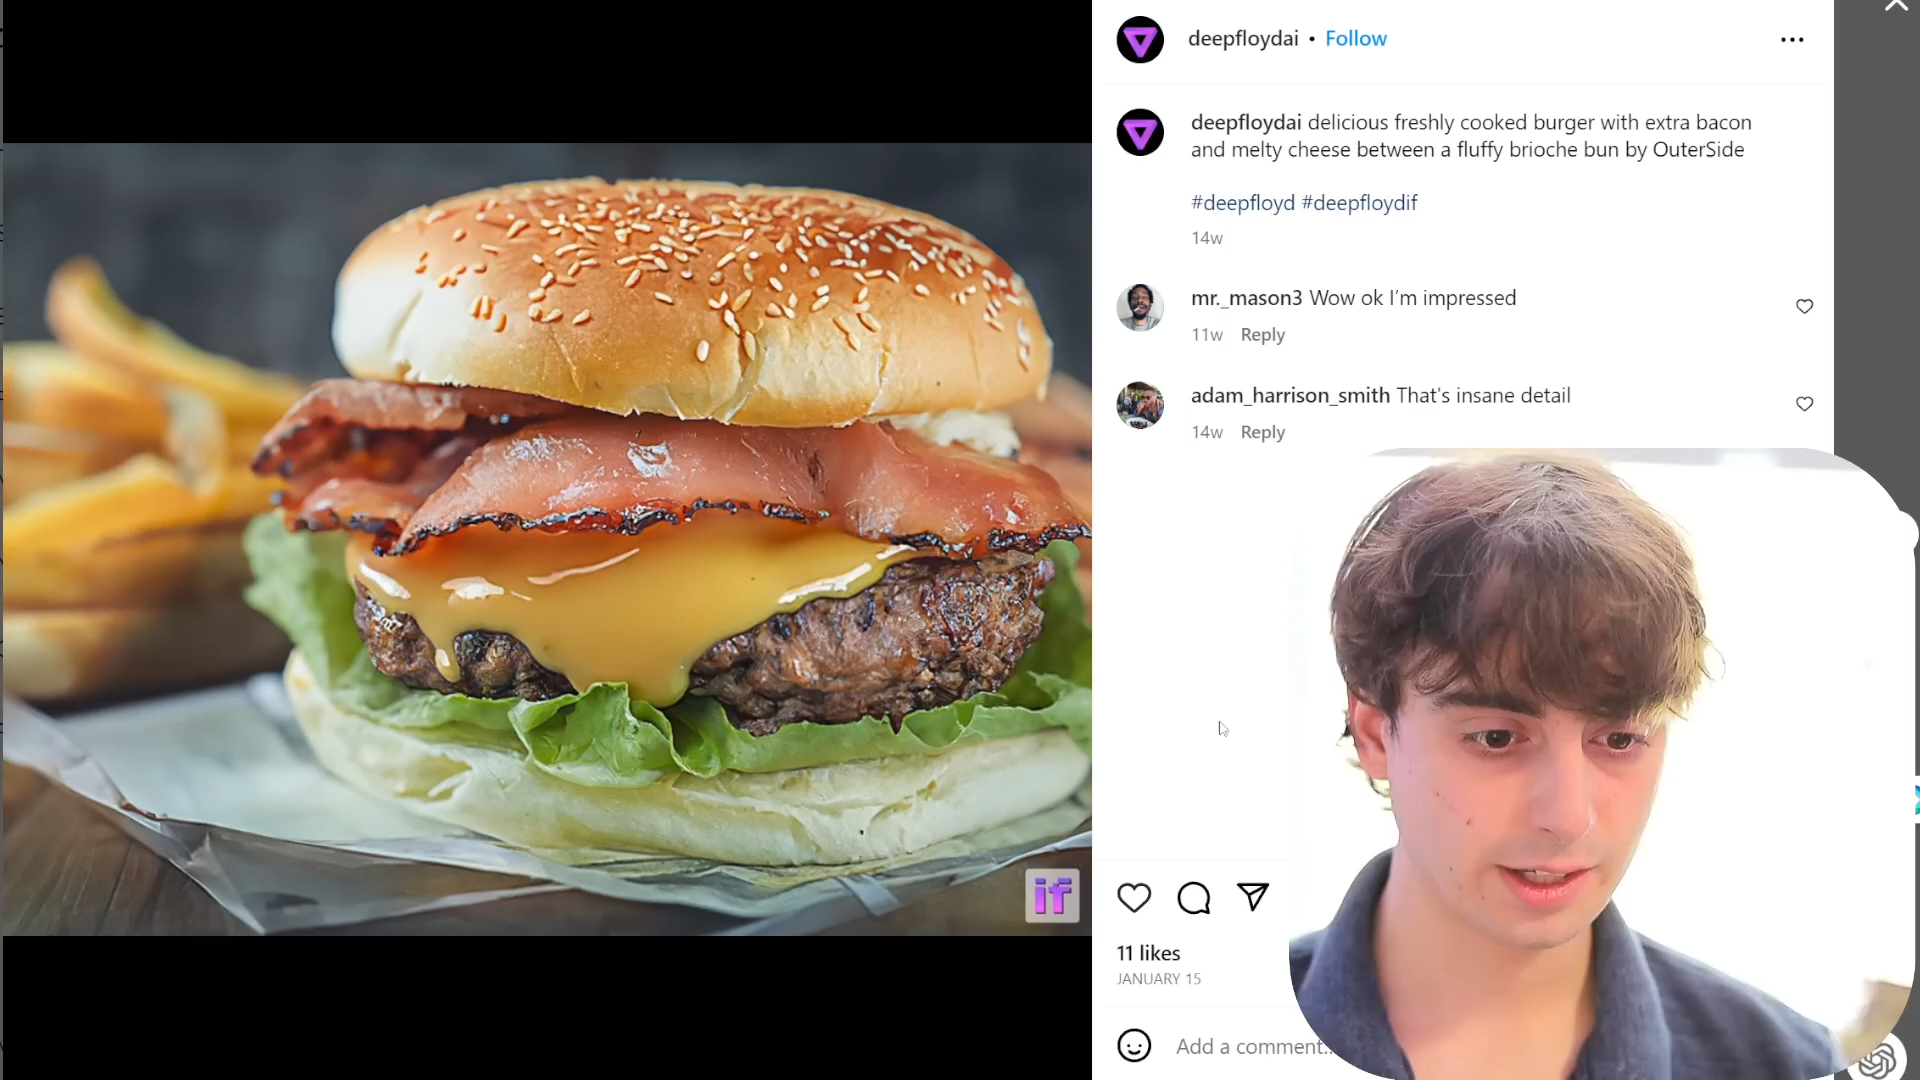 deepfloydai • Follow
deepfloydai delicious freshly cooked burger with extra bacon
and melty cheese between a fluffy brioche bun by OuterSide
#deepfloyd #deepfloydif
14w
mr._mason3 Wow ok I’m impressed
11w Reply
adam_harrison_smith That's insane detail
14w Reply
if
11 likes
JANUARY 15
Add a comment...